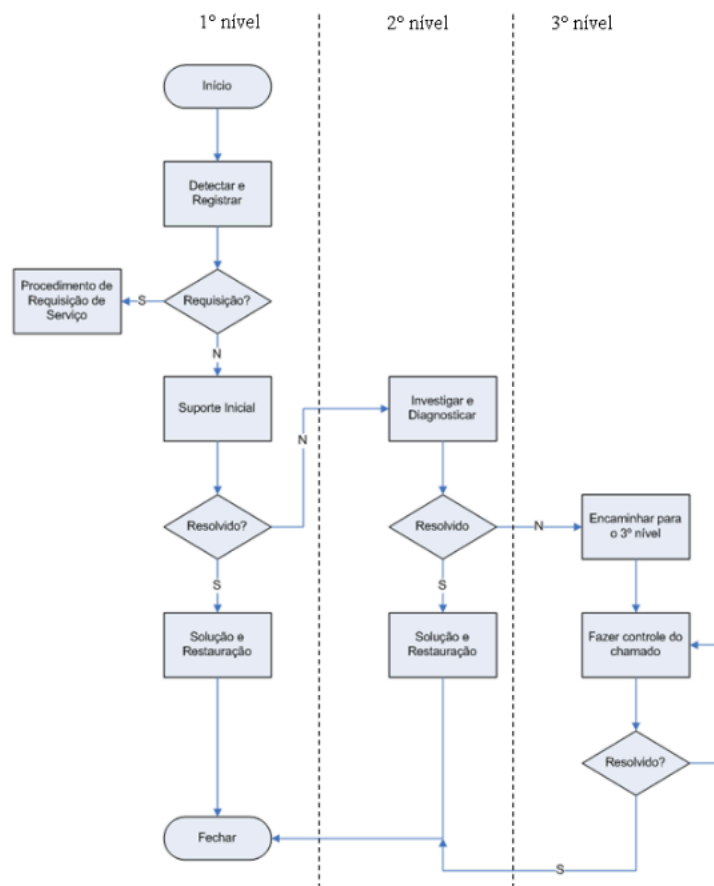 1º nível
2º nível
3º nível
Início
Detectar e
Registrar
Procedimento de
Requisição de
Serviço
S
Requisição?
N
Suporte Inicial
Investigar e
Diagnosticar
N
Resolvido?
Resolvido
N
Encaminhar para
o 3º nível
S
S
Solução e
Restauração
Solução e
Restauração
Fazer controle do
chamado
Resolvido?
Fechar
S